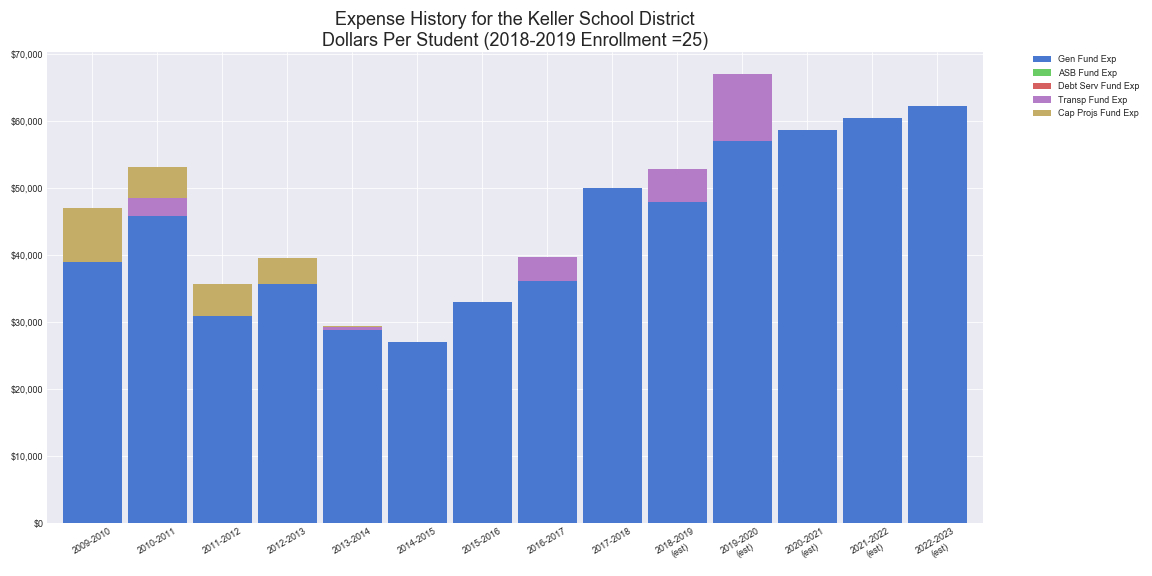 Expense History for the Keller School District
Dollars Per Student (2018-2019 Enrollment =25)
$70,000
$60,000
$50,000
$40,000
$30,000
$20,000
$10,000
$0
2009-2010
2010-2011
2011-2012
2012-2013
2013-2014
2014-2015
2015-2016
2016-2017
2017-2018
2018-2019
(est)
2019-2020
(est)
2020-2021
(est)
2021-2022
(est)
2022-2023
(est)
Gen Fund Exp
ASB Fund Exp
Debt Serv Fund Exp
Transp Fund Exp
Cap Projs Fund Exp